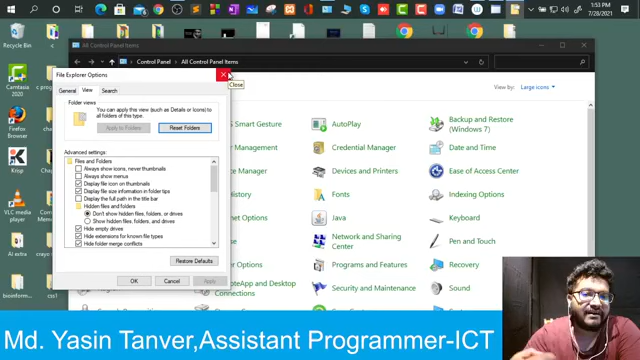 1:53 PM
7/28/2021
Recycle Bin
Camtasia
2020
Mozilla
Firefox
Krisp
VLC media
player
AI crayo
bioinform...
css1
All Control Panel Items
Control Panel > All Control Panel Items
View by: Large icons
File Explorer Options
Close
General
View
Search
Folder views
You can apply this view (such as Details or Icons) to
all folders of this type.
Apply to Folders
Reset Folders
Advanced settings:
Files and Folders
Always show icons, never thumbnails
Always show menus
Display file icon on thumbnails
Display file size information in folder tips
Display the full path in the title bar
Hidden files and folders
Don't show hidden files, folders, or drives
Show hidden files, folders, and drives
Hide empty drives
Hide extensions for known file types
Hide folder merge conflicts
Restore Defaults
OK
Cancel
Apply
Smart Gesture
AutoPlay
Backup and Restore
(Windows 7)
Credential Manager
Date and Time
Devices and Printers
Ease of Access Center
Fonts
Indexing Options
Java
Keyboard
Network and Sharing
Center
Pen and Touch
Programs and Features
Recovery
RemoteApp and Desktop
Connections
Security and Maintenance
Sound
Md. Yasin Tanver,Assistant Programmer-ICT